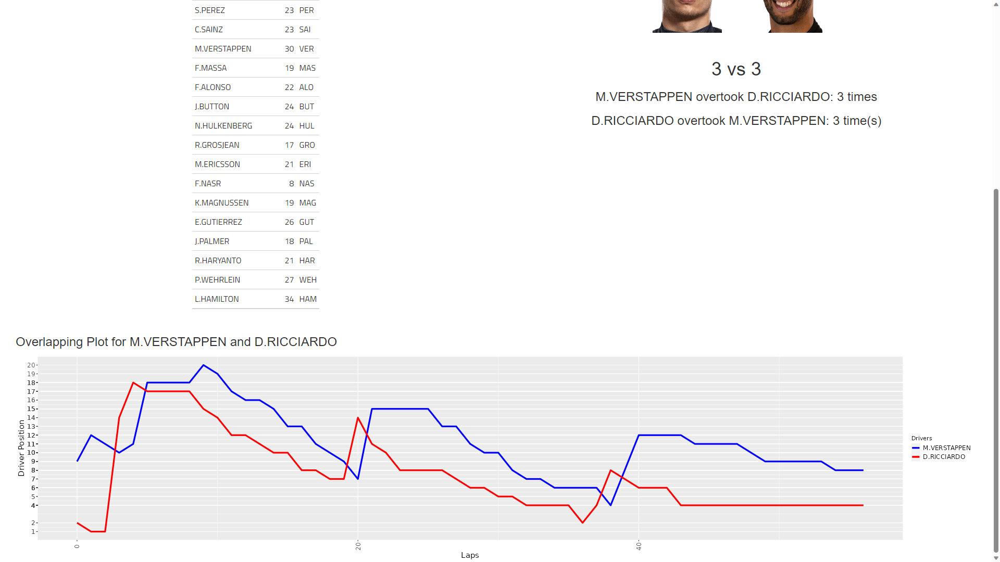 S.PEREZ 23 PER
C.SAINZ 23 SAI
M.VERSTAPPEN 30 VER
F.MASSA 19 MAS
F.ALONSO 22 ALO
J.BUTTON 24 BUT
N.HULKENBERG 24 HUL
R.GROSJEAN 17 GRO
M.ERICSSON 21 ERI
F.NASR 8 NAS
K.MAGNUSSEN 19 MAG
E.GUTIERREZ 26 GUT
J.PALMER 18 PAL
R.HARYANTO 21 HAR
P.WEHRLEIN 27 WEH
L.HAMILTON 34 HAM
3 vs 3
M.VERSTAPPEN overtook D.RICCIARDO: 3 times
D.RICCIARDO overtook M.VERSTAPPEN: 3 time(s)
Overlapping Plot for M.VERSTAPPEN and D.RICCIARDO
Driver Position
20
19
18
17
16
15
14
13
12
11
10
9
8
7
6
5
4
2
1
0
20
40
Laps
Drivers
M.VERSTAPPEN
D.RICCIARDO